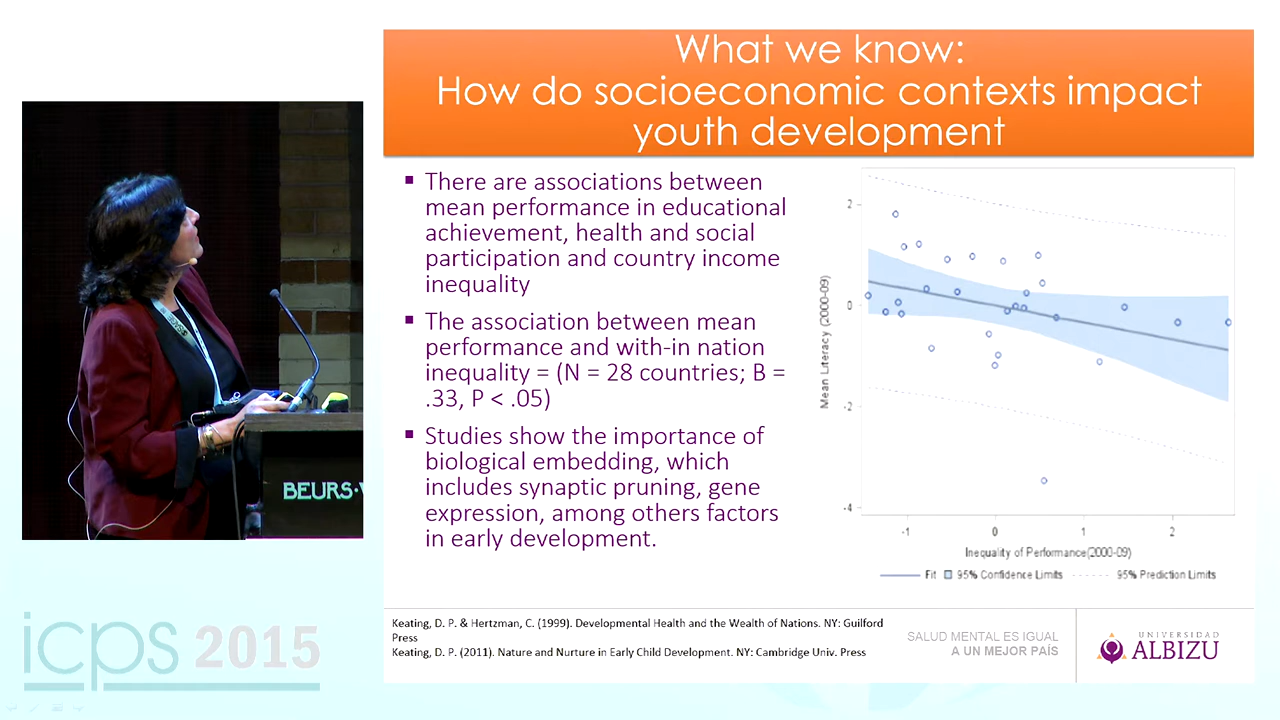 What we know:
How do socioeconomic contexts impact
youth development
▪ There are associations between
mean performance in educational
achievement, health and social
participation and country income
inequality
▪ The association between mean
performance and with-in nation
inequality = (N = 28 countries; B =
.33, P < .05)
▪ Studies show the importance of
biological embedding, which
includes synaptic pruning, gene
expression, among others factors
in early development.
Mean Literacy (2000-09)
2
0
-2
-4
-1 0 1 2
Inequality of Performance(2000-09)
Fit 95% Confidence Limits 95% Prediction Limits
BEURS·
Keating, D. P. & Hertzman, C. (1999). Developmental Health and the Wealth of Nations. NY: Guilford
Press
Keating, D. P. (2011). Nature and Nurture in Early Child Development. NY: Cambridge Univ. Press
SALUD MENTAL ES IGUAL
A UN MEJOR PAÍS
UNIVERSIDAD
ALBIZU
icps 2015